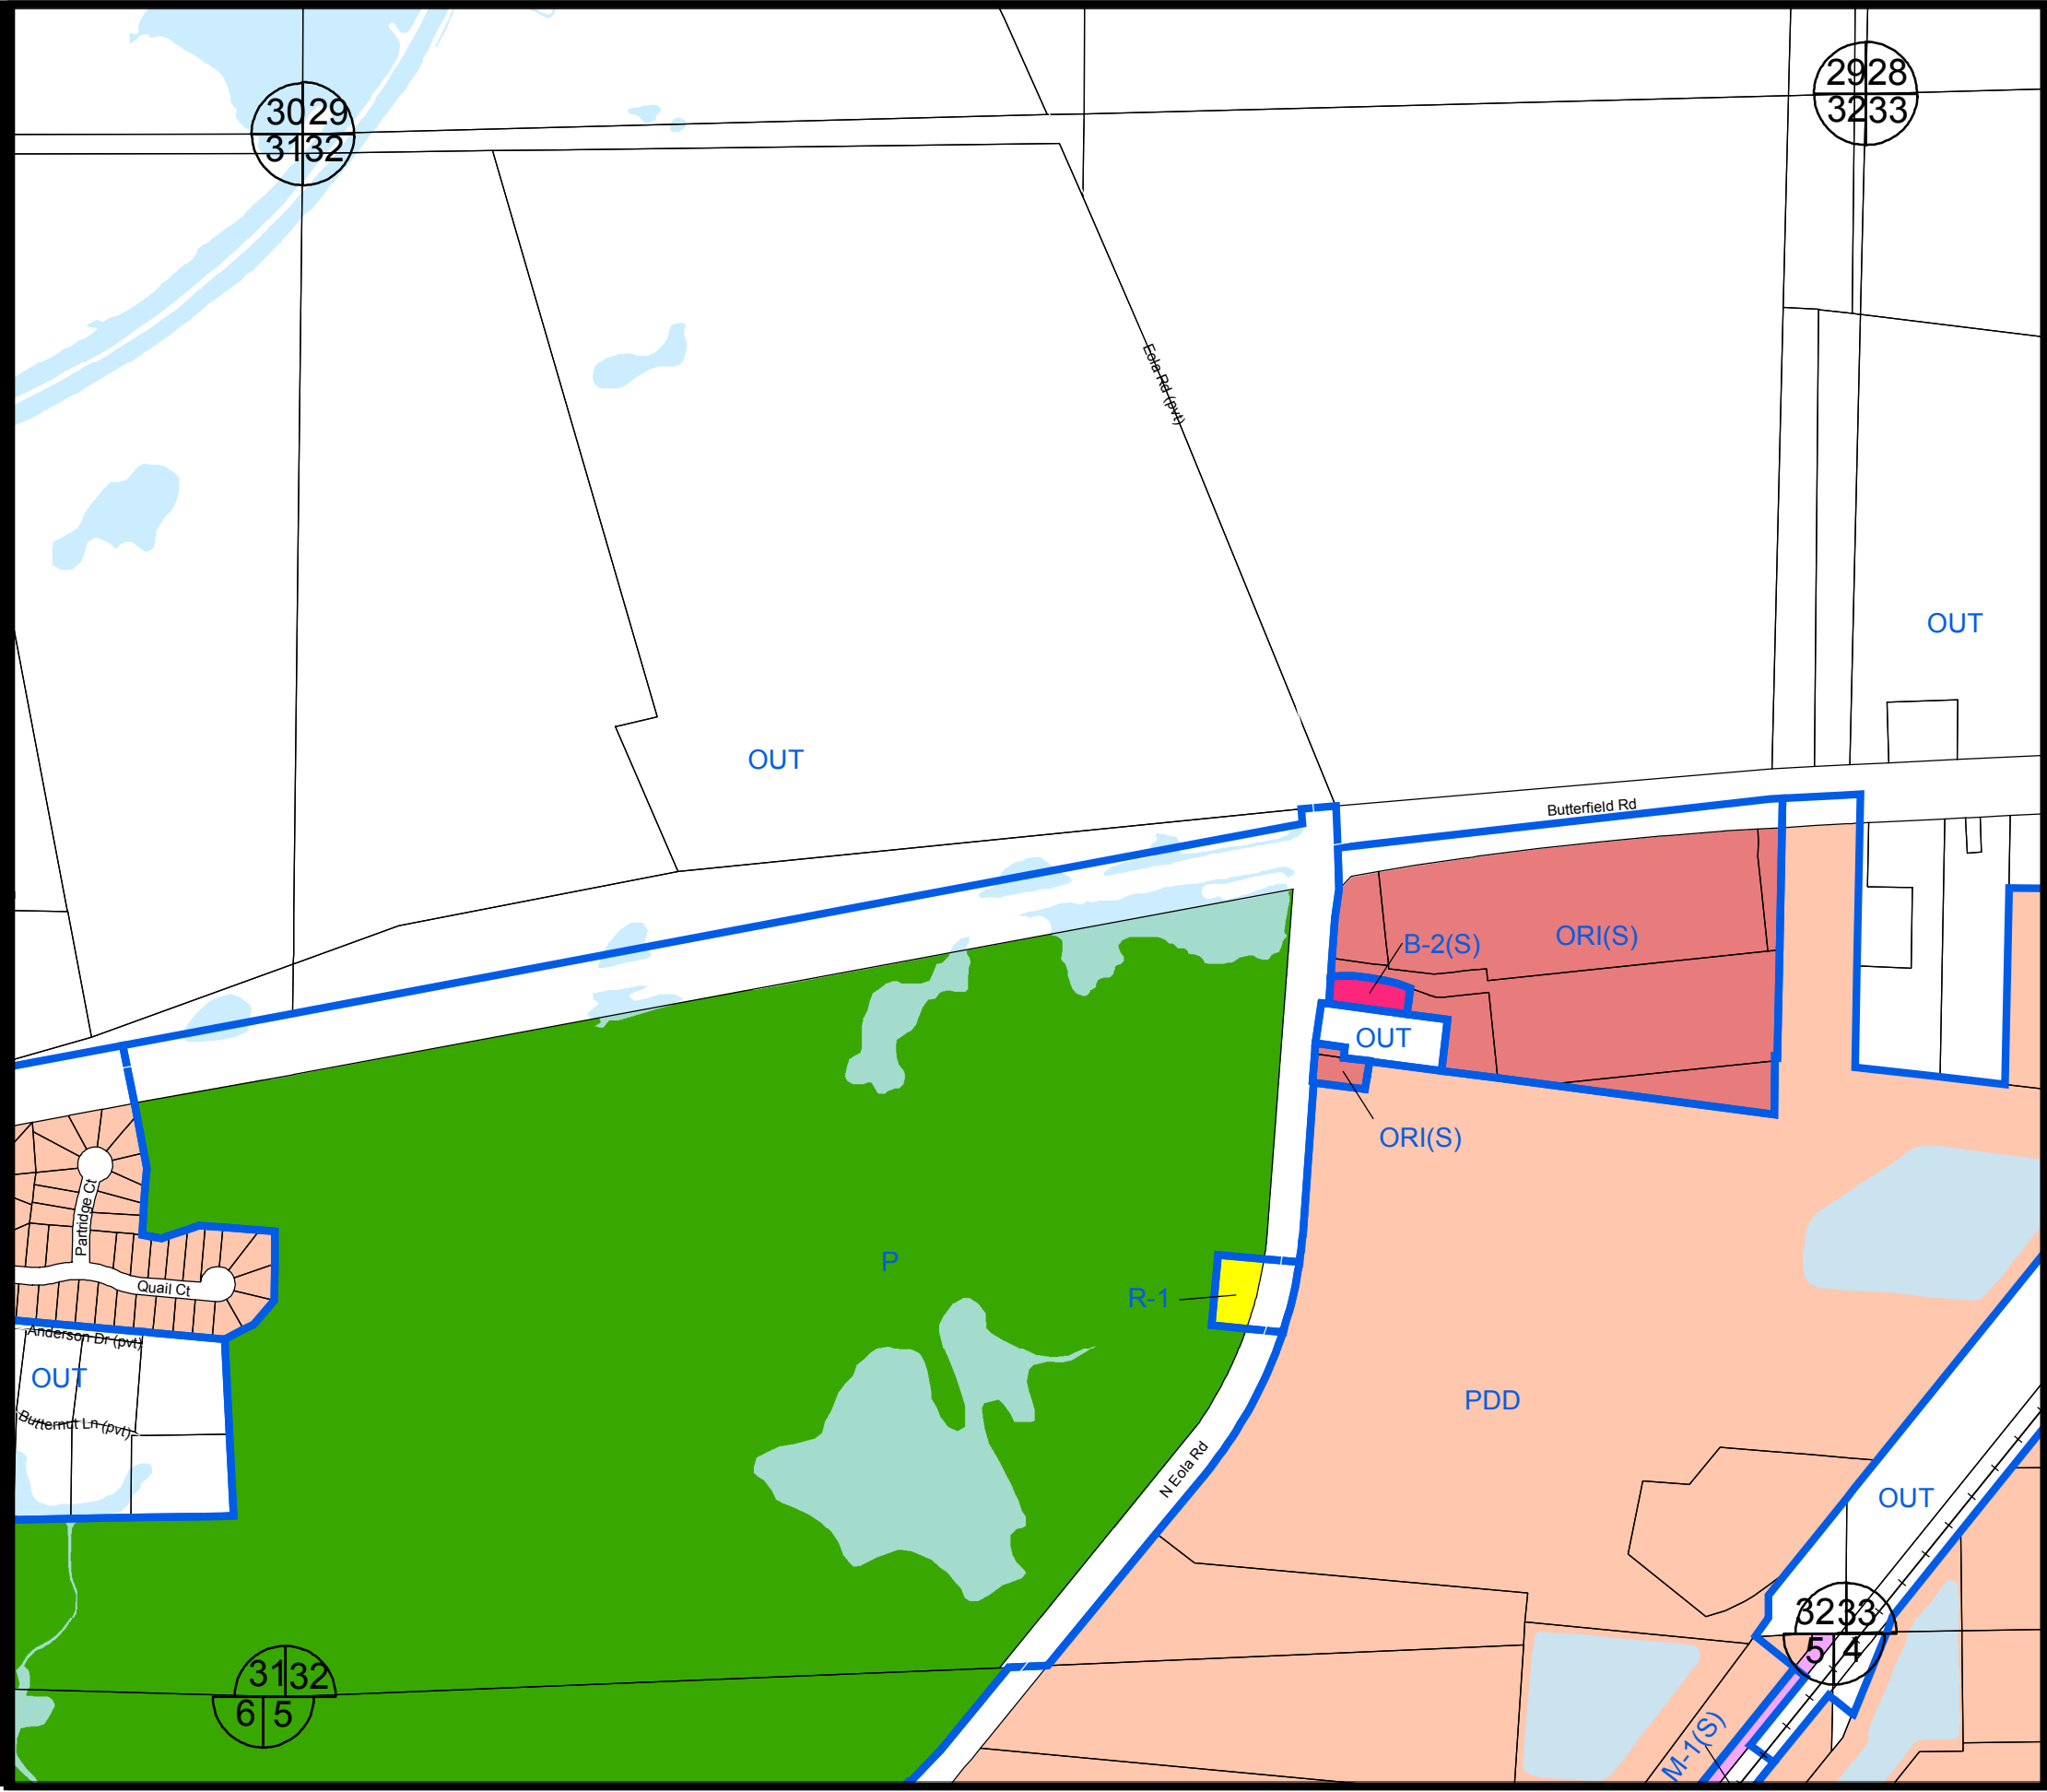 3029
3132
2928
3233
Eola Rd (pvt)
OUT
OUT
Butterfield Rd
B-2(S)
ORI(S)
OUT
ORI(S)
Partridge Ct
Quail Ct
P
R-1
Anderson Dr (pvt)
OUT
Butternut Ln (pvt)
PDD
N Eola Rd
OUT
3233
5 4
3132
6 5
M-1(S)